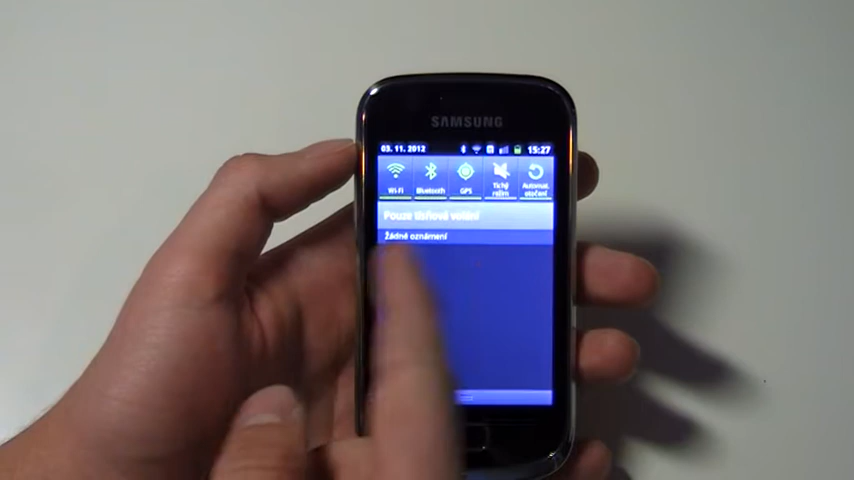 SAMSUNG
03. 11. 2012 15:27
Wi-Fi Bluetooth GPS Tichý režim Automat. otočení
Pouze tísňová volání
Žádné oznámení